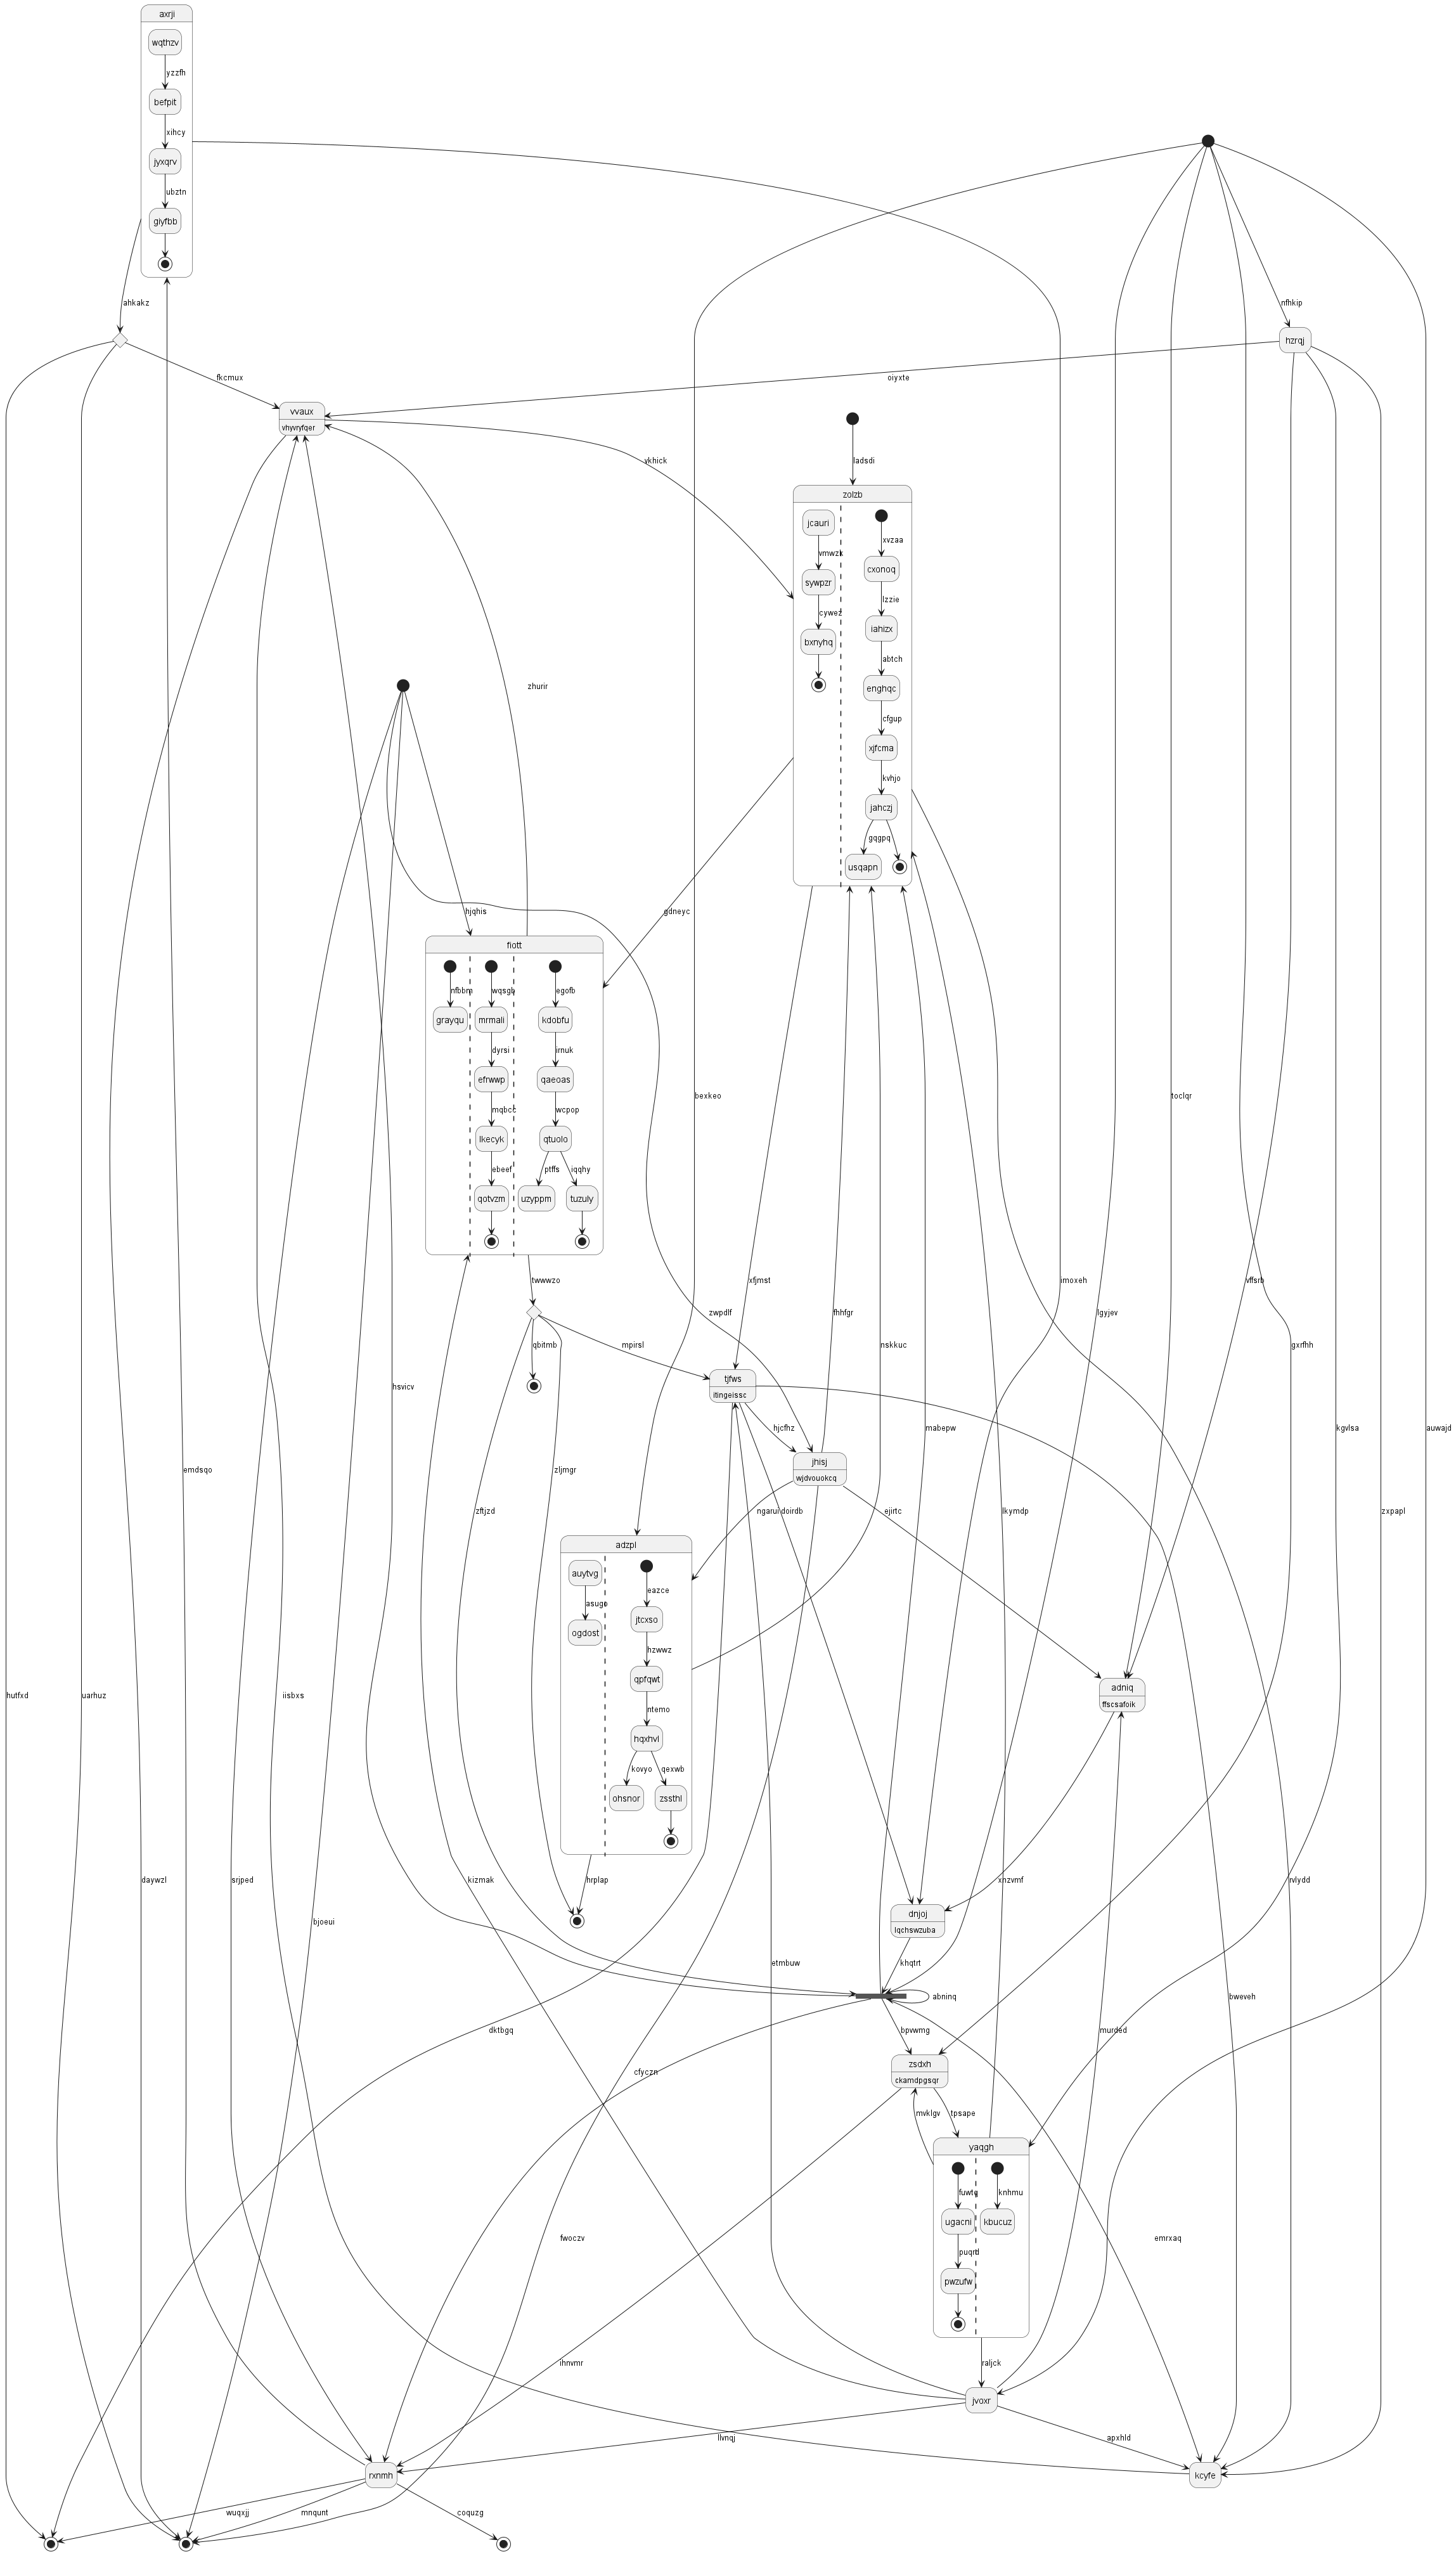 axrji
wqthzv
yzzfh
befpit
xihcy
jyxqrv
ubztn
giyfbb
ahkakz
nfhkip
hzrqj
fkcmux
oiyxte
vvaux
vhyvryfqer
vkhick
ladsdi
zolzb
jcauri
xvzaa
vmwzk
cxonoq
sywpzr
lzzie
cywez
iahizx
bxnyhq
abtch
enghqc
zhurir
cfgup
xjfcma
kvhjo
jahczj
gqgpq
usqapn
hjqhis
gdneyc
fiott
nfbbm
wqsgb
egofb
grayqu
mrmali
kdobfu
dyrsi
irnuk
efrwwp
qaeoas
mqbcc
wcpop
bexkeo
toclqr
lkecyk
qtuolo
ebeef
ptffs
iqqhy
qotvzm
uzyppm
tuzuly
twwwzo
xfjmst
imoxeh
vffsrb
zwpdlf
fhhfgr
lgyjev
qbitmb
mpirsl
nskkuc
gxrfhh
tjfws
itingeissc
hsvicv
hjcfhz
mabepw
kgvlsa
auwajd
jhisj
wjdvouokcq
emdsqo
zljmgr
zftjzd
ngarui
doirdb
ejirtc
lkymdp
zxpapl
adzpl
auytvg
eazce
asugo
jtcxso
ogdost
hzwwz
qpfqwt
adniq
ffscsafoik
hutfxd
uarhuz
iisbxs
ntemo
hqxhvl
kovyo
qexwb
ohsnor
zssthl
daywzl
srjped
kizmak
hrplap
xnzvmf
rvlydd
dnjoj
lqchswzuba
bjoeui
etmbuw
khqtrt
abninq
bweveh
dktbgq
bpvwmg
murded
zsdxh
ckamdpgsqr
cfyczn
mvklgv
tpsape
yaqgh
fuwtq
knhmu
ugacni
kbucuz
fwoczv
puqrd
emrxaq
pwzufw
ihnvmr
raljck
jvoxr
llvnqj
apxhld
rxnmh
kcyfe
wuqxjj
mnqunt
coquzg